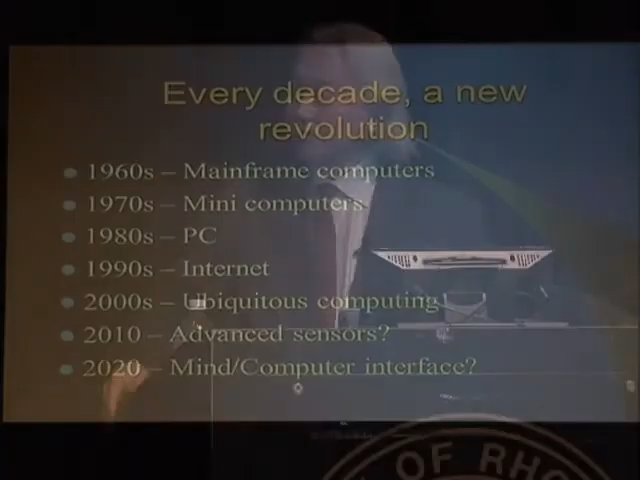 Every decade, a new
revolution
1960s – Mainframe computers
1970s – Mini computers
1980s – PC
1990s – Internet
2000s – Ubiquitous computing
2010 – Advanced sensors?
2020 – Mind/Computer interface?
OF RHO